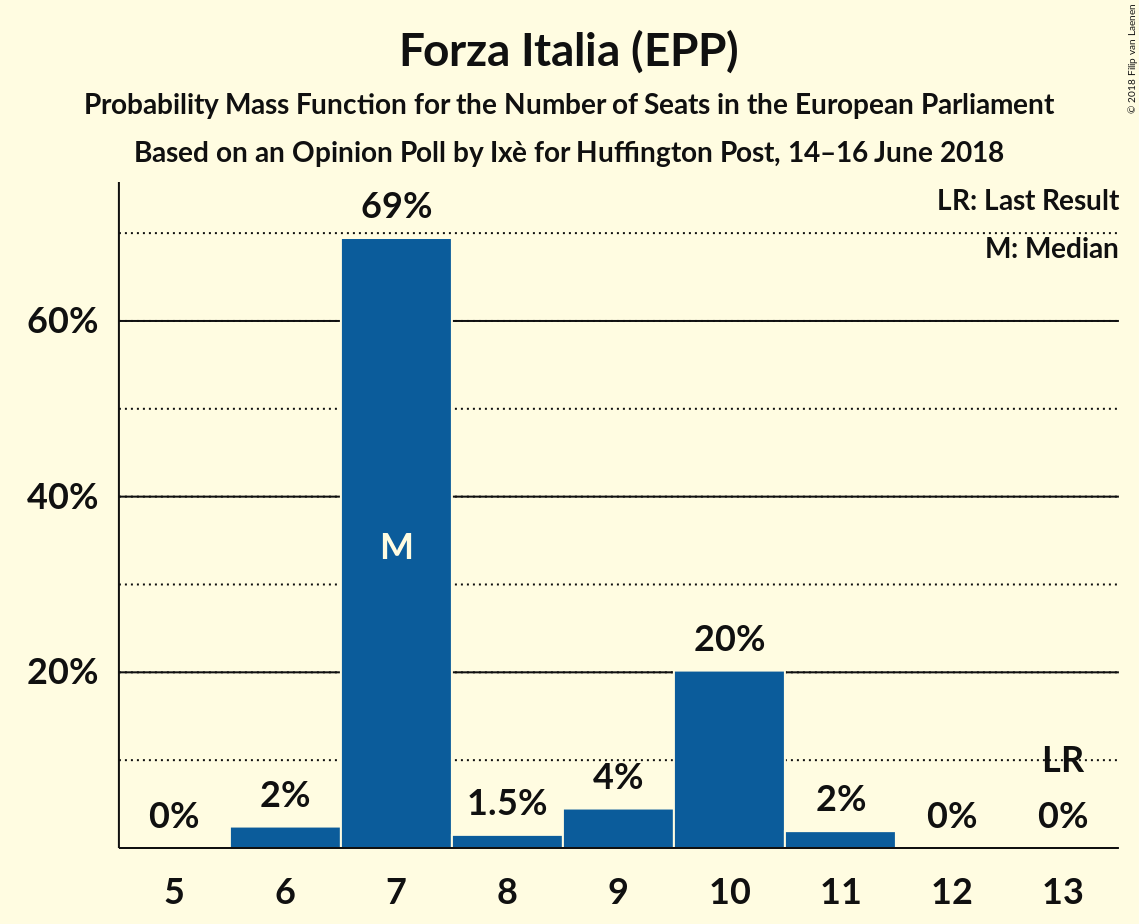 Forza Italia (EPP)
Probability Mass Function for the Number of Seats in the European Parliament
Based on an Opinion Poll by Ixè for Huffington Post, 14–16 June 2018
© 2018 Filip van Laenen
LR: Last Result
M: Median
69%
60%
40%
M
20%
20%
LR
0%
2%
1.5%
4%
2%
0%
0%
5 6 7 8 9 10 11 12 13